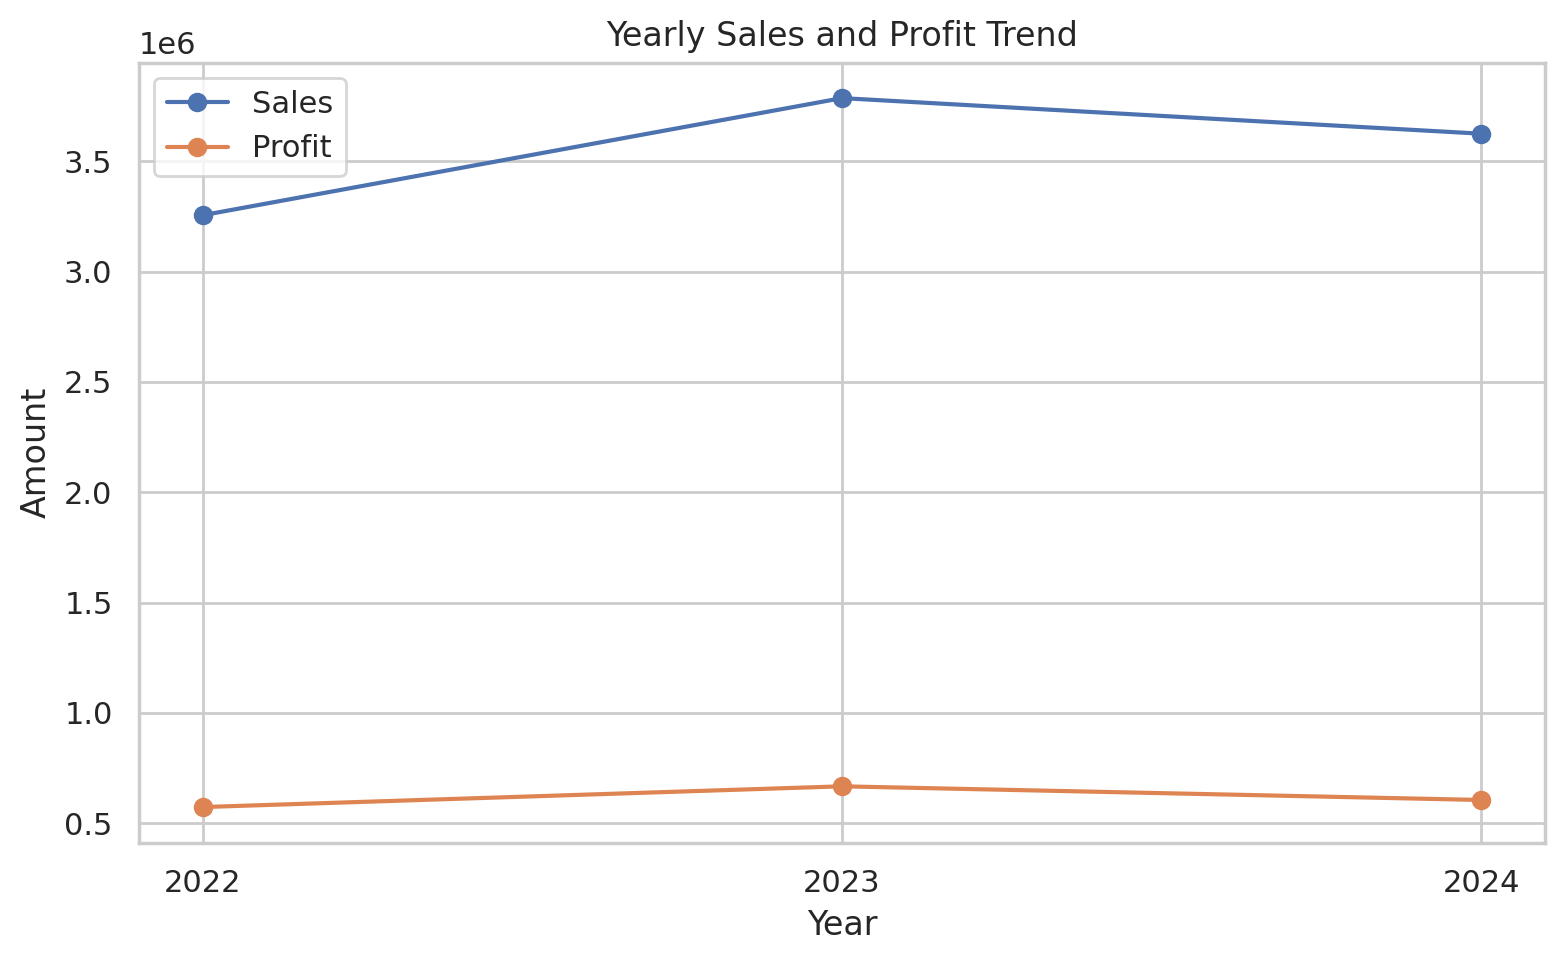 Yearly Sales and Profit Trend
1e6
Sales
Profit
3.5
3.0
2.5
2.0
1.5
1.0
0.5
Amount
2022
2023
2024
Year